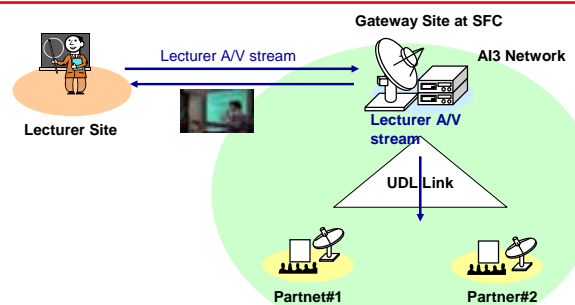 Gateway Site at SFC
Lecturer A/V stream
AI3 Network
Lecturer Site
Lecturer A/V
stream
UDL Link
Partnet#1
Partner#2